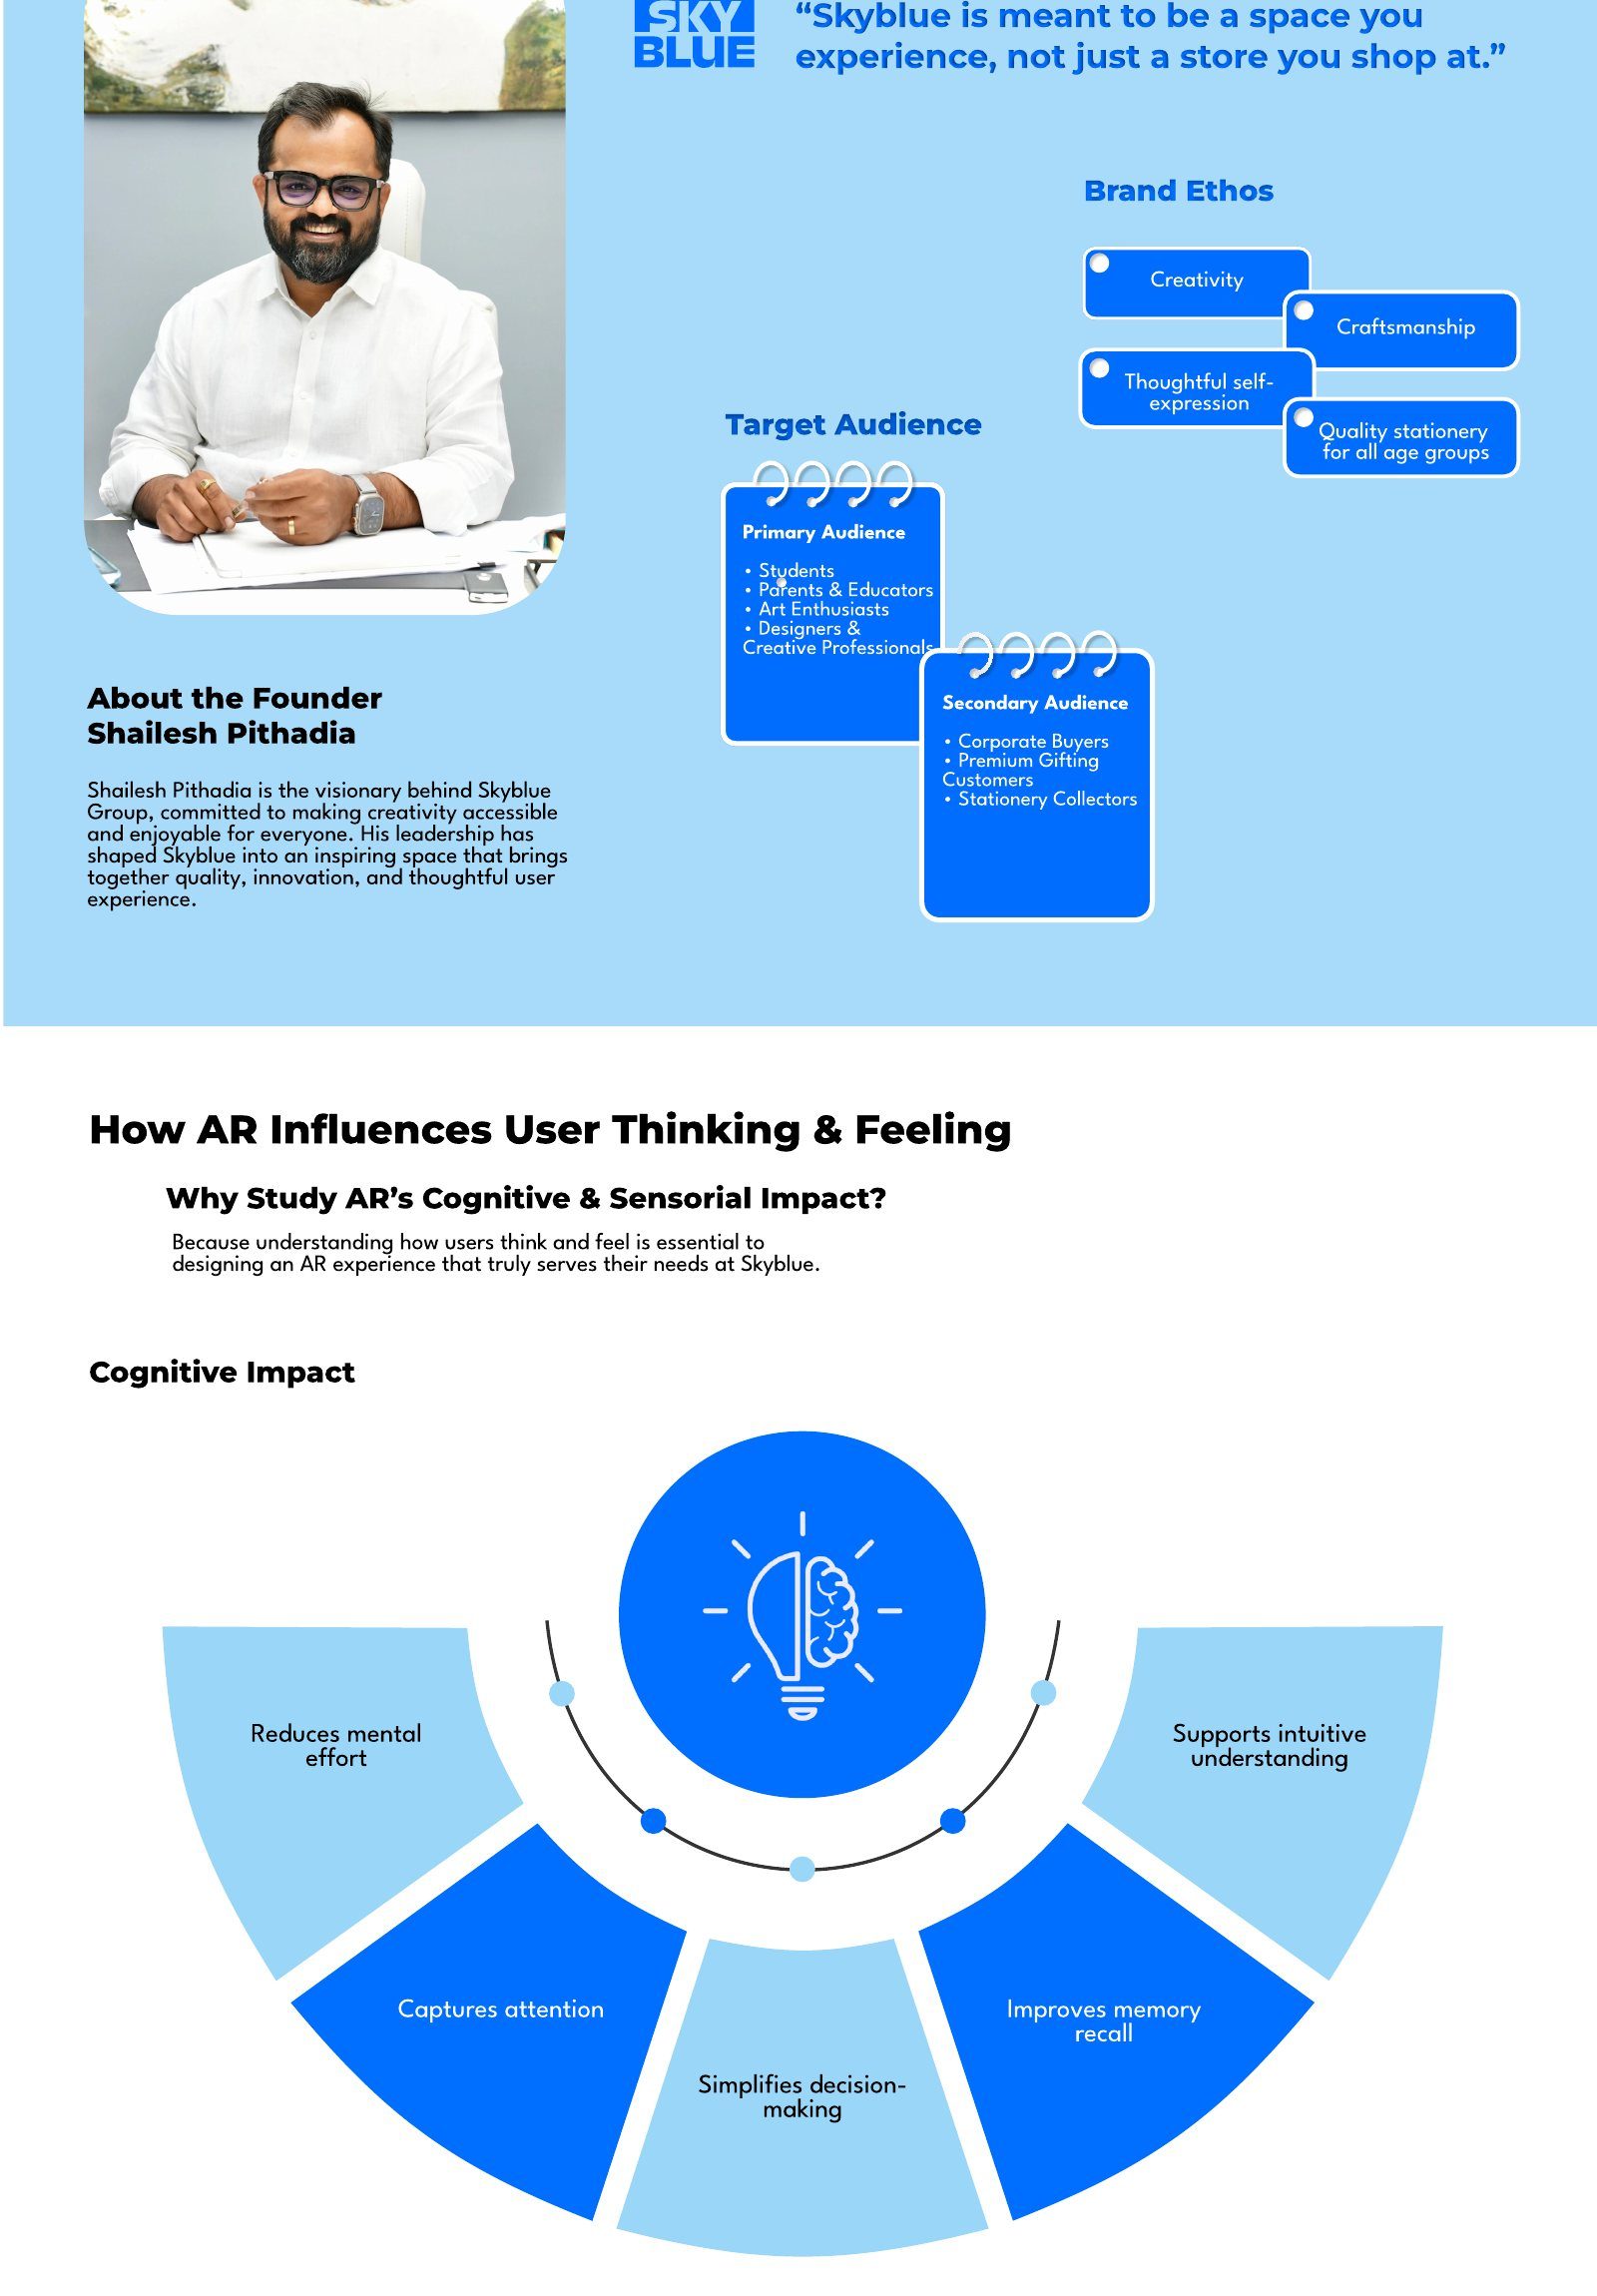 SKY
BLUE
“Skyblue is meant to be a space you
experience, not just a store you shop at.”
Brand Ethos
Creativity
Craftsmanship
Thoughtful self-
expression
Quality stationery
for all age groups
Target Audience
Primary Audience
• Students
• Parents & Educators
• Art Enthusiasts
• Designers &
Creative Professionals
Secondary Audience
• Corporate Buyers
• Premium Gifting
Customers
• Stationery Collectors
About the Founder
Shailesh Pithadia
Shailesh Pithadia is the visionary behind Skyblue
Group, committed to making creativity accessible
and enjoyable for everyone. His leadership has
shaped Skyblue into an inspiring space that brings
together quality, innovation, and thoughtful user
experience.
How AR Influences User Thinking & Feeling
Why Study AR’s Cognitive & Sensorial Impact?
Because understanding how users think and feel is essential to
designing an AR experience that truly serves their needs at Skyblue.
Cognitive Impact
Reduces mental
effort
Captures attention
Simplifies decision-
making
Improves memory
recall
Supports intuitive
understanding